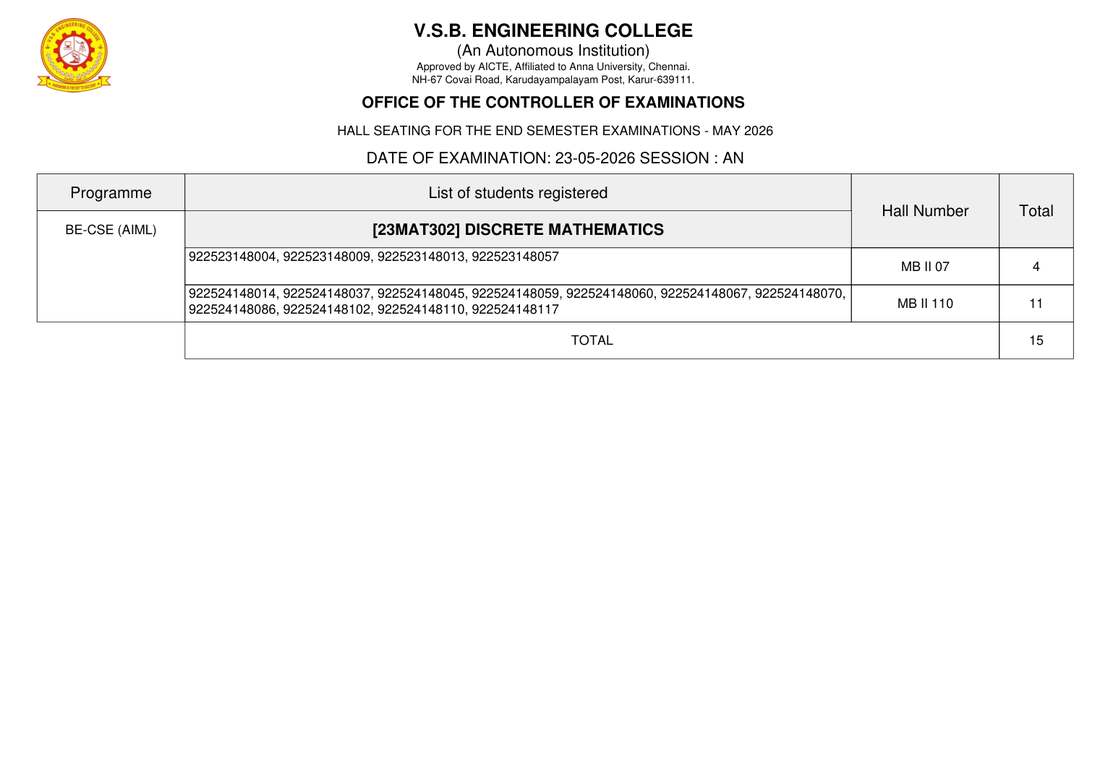 V.S.B. ENGINEERING COLLEGE
(An Autonomous Institution)
Approved by AICTE, Affiliated to Anna University, Chennai.
NH-67 Covai Road, Karudayampalayam Post, Karur-639111.
OFFICE OF THE CONTROLLER OF EXAMINATIONS
HALL SEATING FOR THE END SEMESTER EXAMINATIONS - MAY 2026
DATE OF EXAMINATION: 23-05-2026 SESSION : AN
Programme List of students registered Hall Number Total
BE-CSE (AIML) [23MAT302] DISCRETE MATHEMATICS
922523148004, 922523148009, 922523148013, 922523148057 MB II 07 4
922524148014, 922524148037, 922524148045, 922524148059, 922524148060, 922524148067, 922524148070,
922524148086, 922524148102, 922524148110, 922524148117 MB II 110 11
TOTAL 15